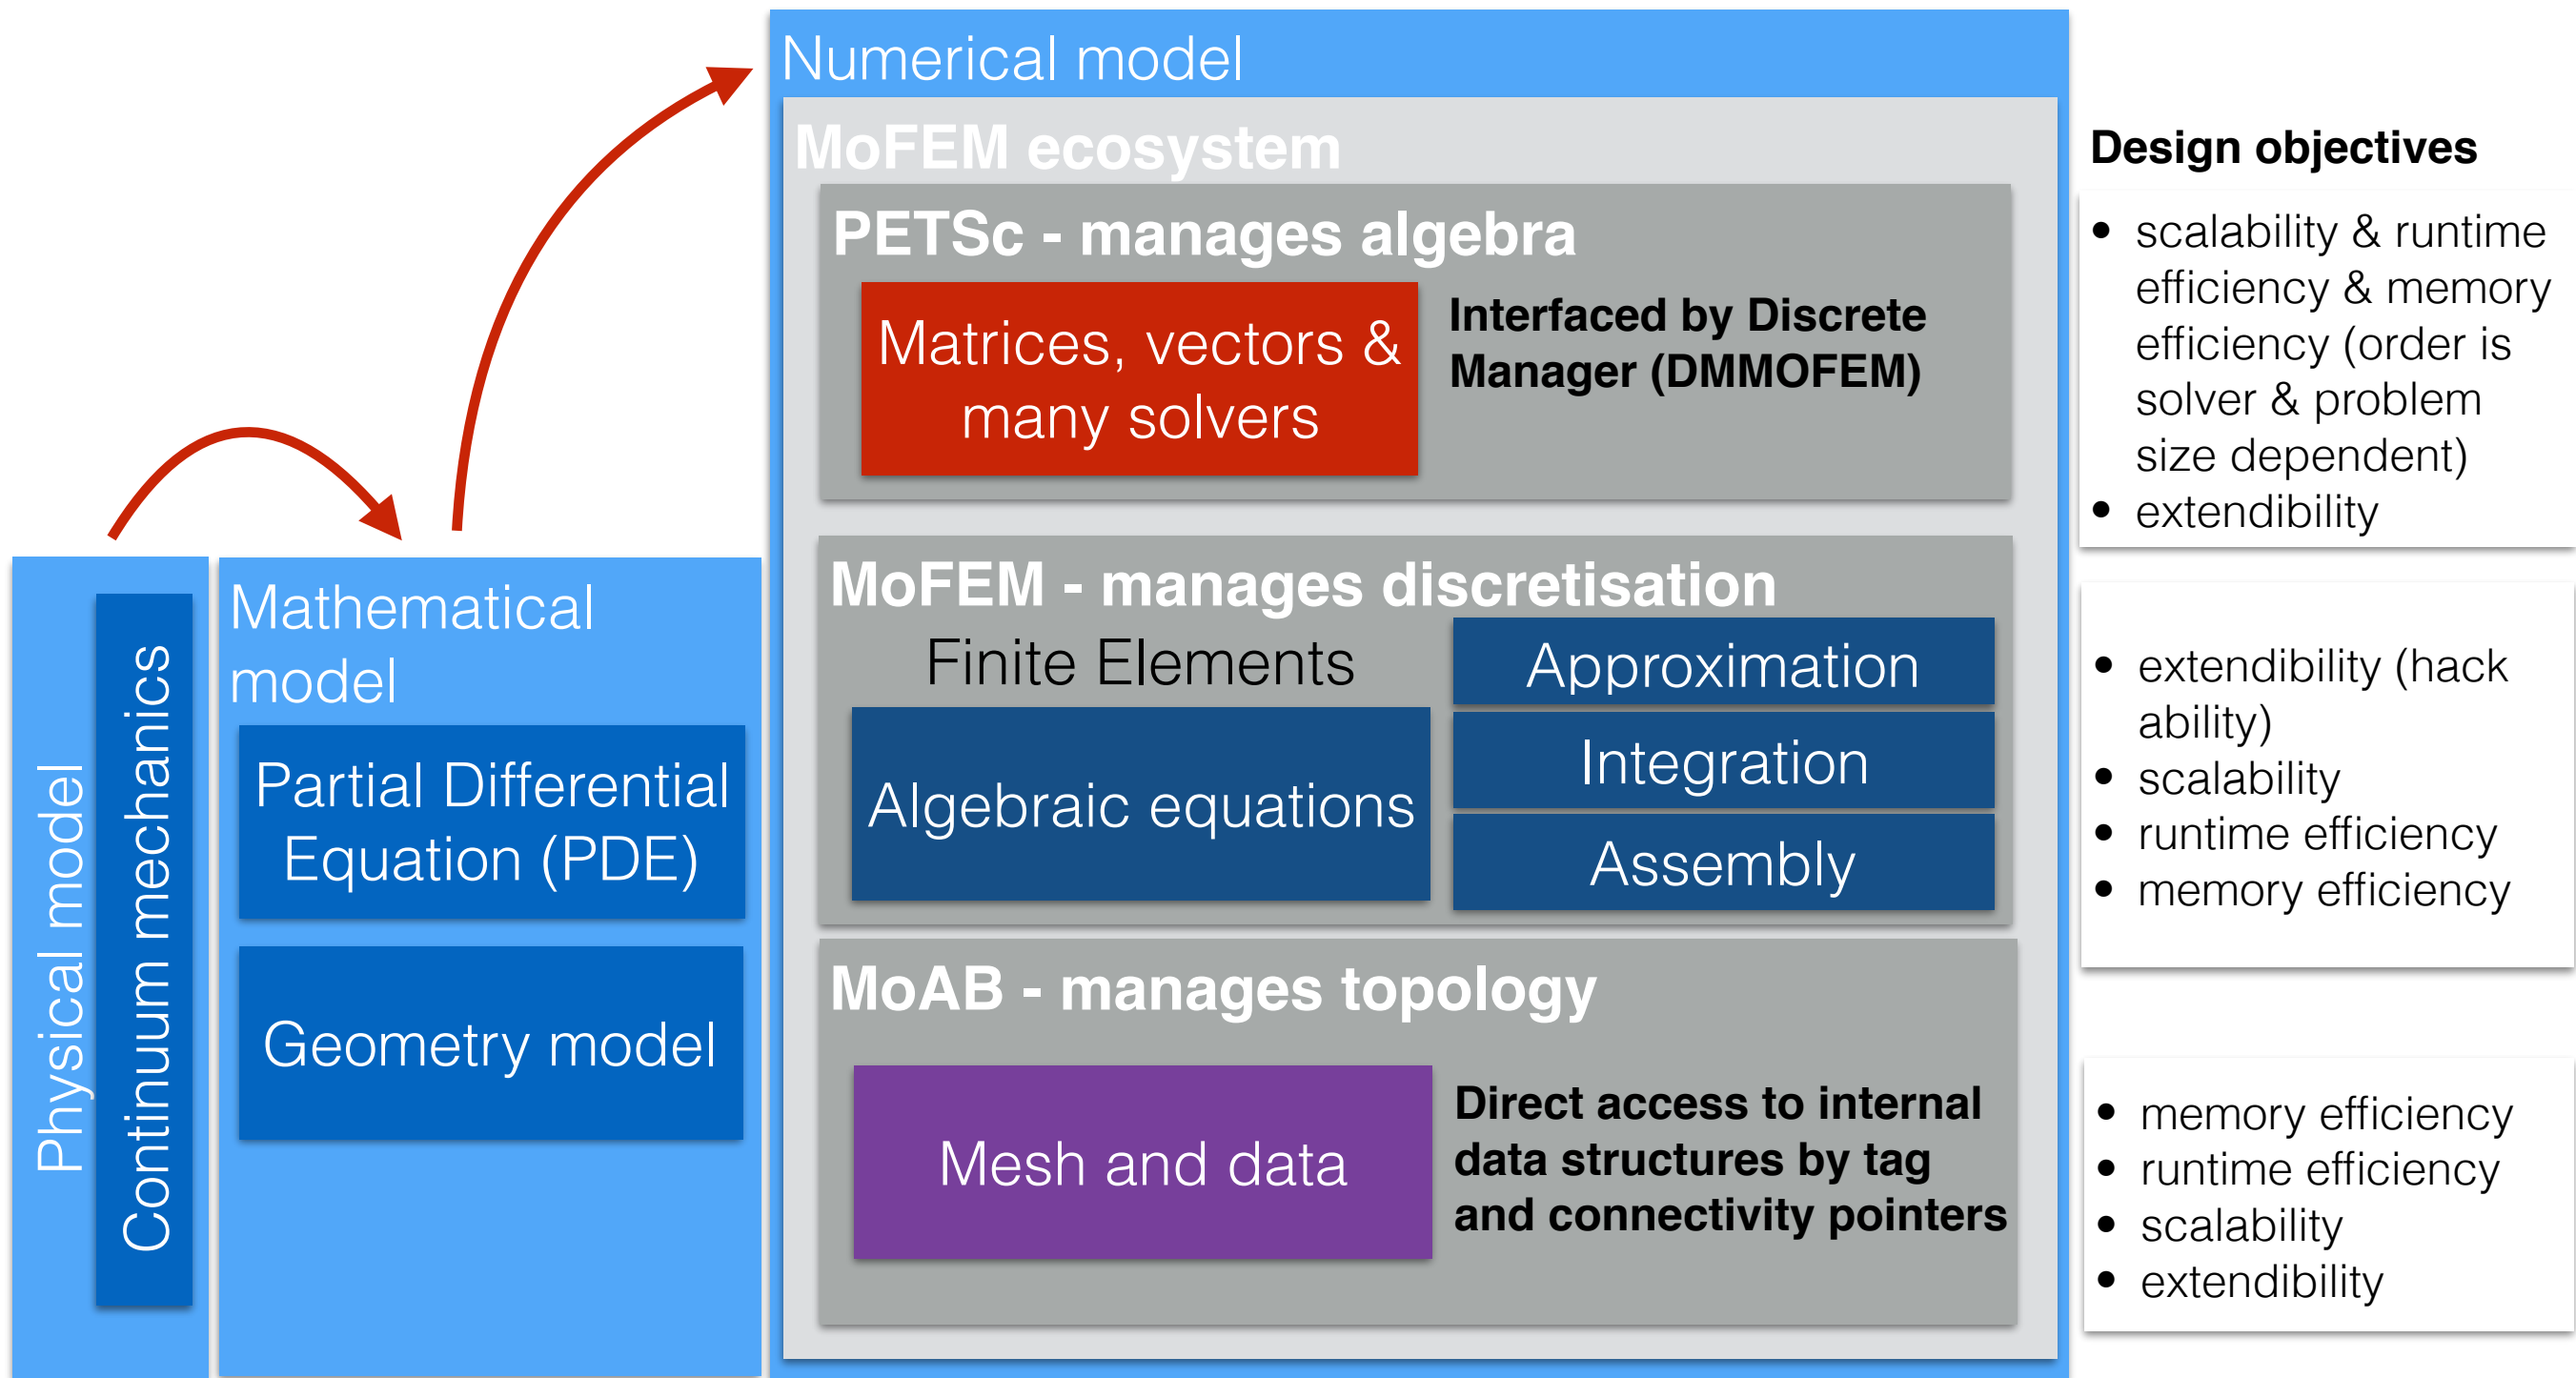 Physical model
Continuum mechanics
Mathematical
model
Partial Differential
Equation (PDE)
Geometry model
Numerical model
MoFEM ecosystem
PETSc - manages algebra
Matrices, vectors &
many solvers
Interfaced by Discrete
Manager (DMMOFEM)
MoFEM - manages discretisation
Finite Elements
Algebraic equations
Approximation
Integration
Assembly
MoAB - manages topology
Mesh and data
Direct access to internal
data structures by tag
and connectivity pointers
Design objectives
• scalability & runtime
efficiency & memory
efficiency (order is
solver & problem
size dependent)
• extendibility
• extendibility (hack
ability)
• scalability
• runtime efficiency
• memory efficiency
• memory efficiency
• runtime efficiency
• scalability
• extendibility